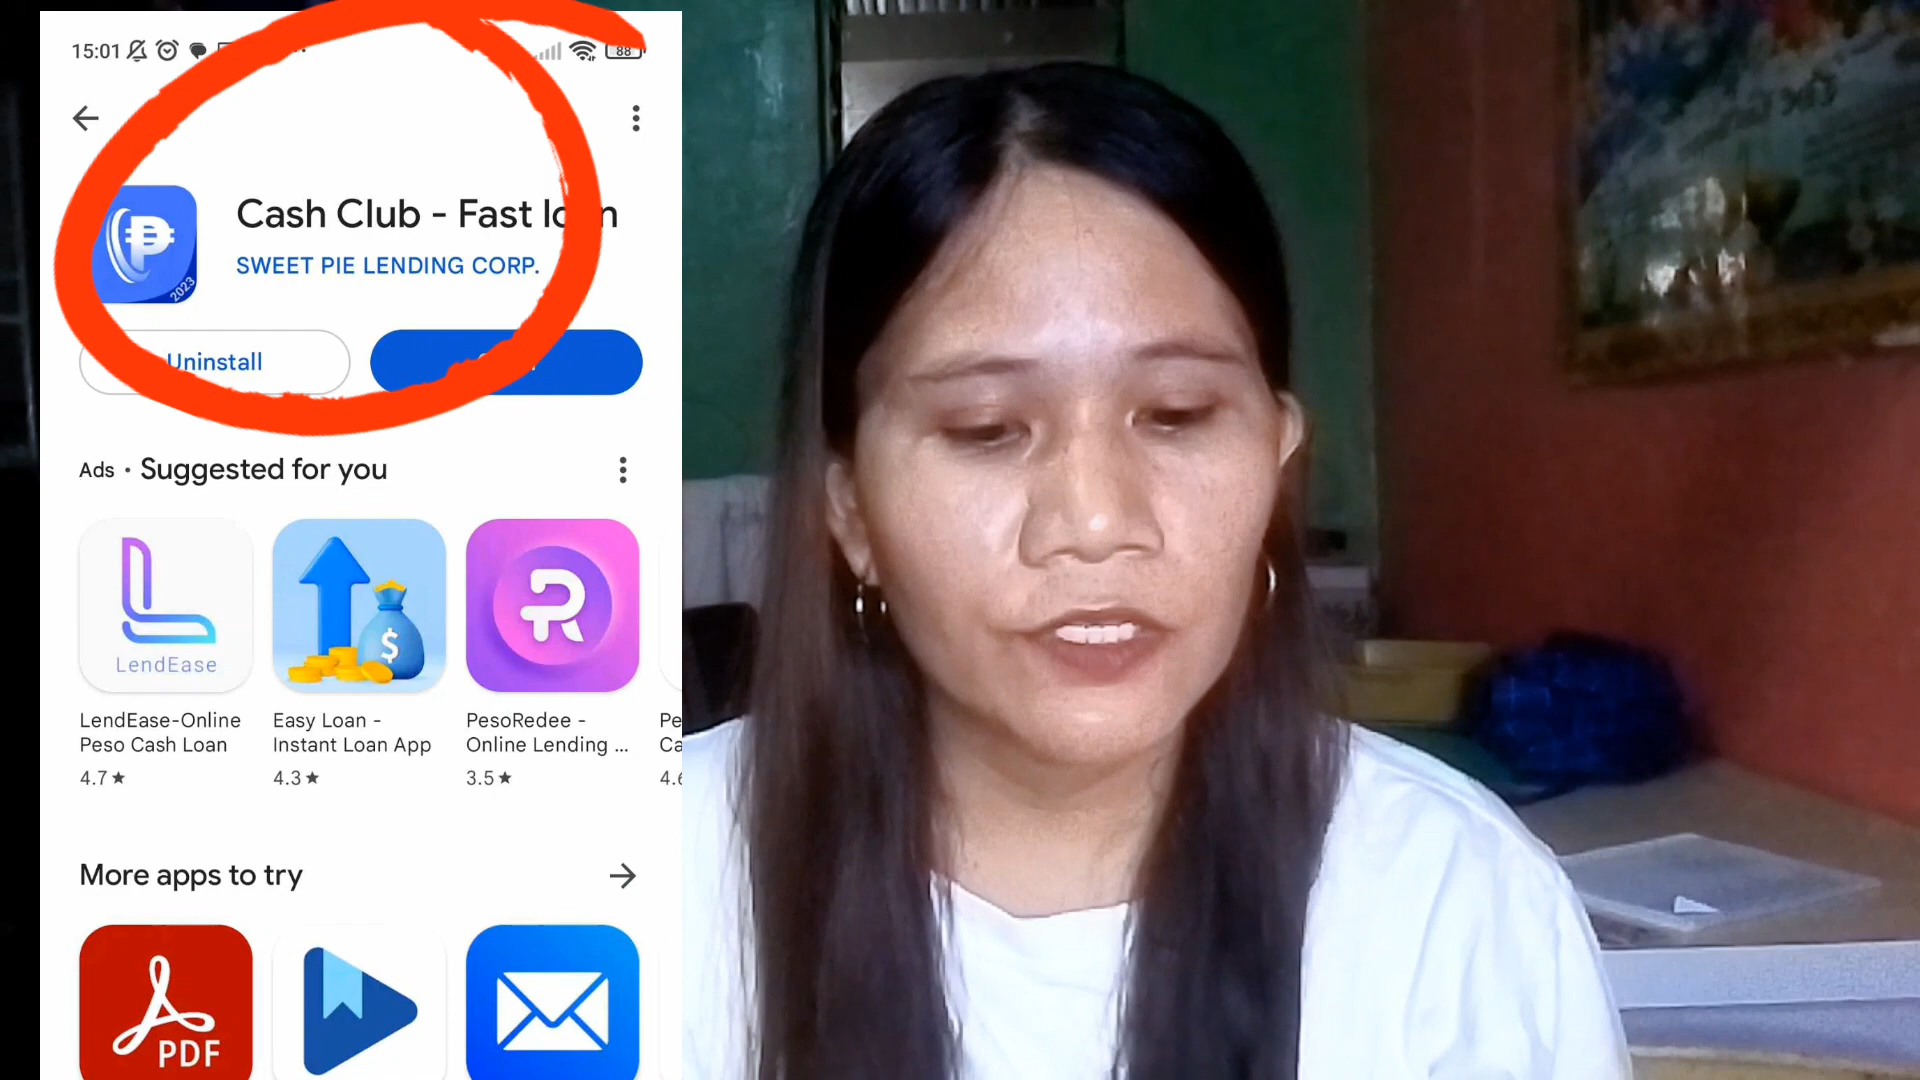 15:01
88
Cash Club - Fast loan
SWEET PIE LENDING CORP.
2023
Uninstall
Ads • Suggested for you
LendEase
$
LendEase-Online
Peso Cash Loan
4.7★
Easy Loan -
Instant Loan App
4.3★
PesoRedee -
Online Lending ...
3.5★
More apps to try
PDF